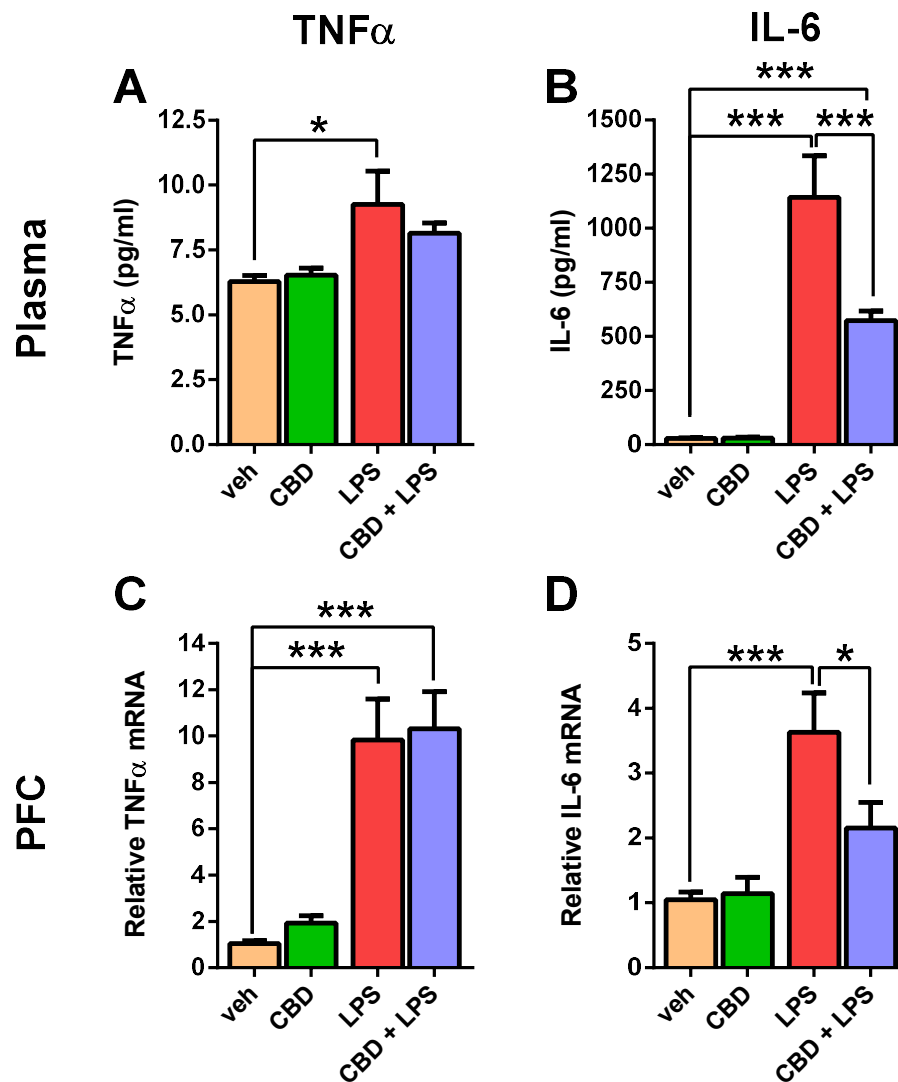 TNFα
IL-6
Plasma
A
TNFα (pg/ml)
12.5
10.0
7.5
5.0
2.5
0.0
*
veh
CBD
LPS
CBD + LPS
B
IL-6 (pg/ml)
1500
1250
1000
750
500
250
0
***
***
***
veh
CBD
LPS
CBD + LPS
PFC
C
Relative TNFα mRNA
14
12
10
8
6
4
2
0
***
***
veh
CBD
LPS
CBD + LPS
D
Relative IL-6 mRNA
5
4
3
2
1
0
***
*
veh
CBD
LPS
CBD + LPS